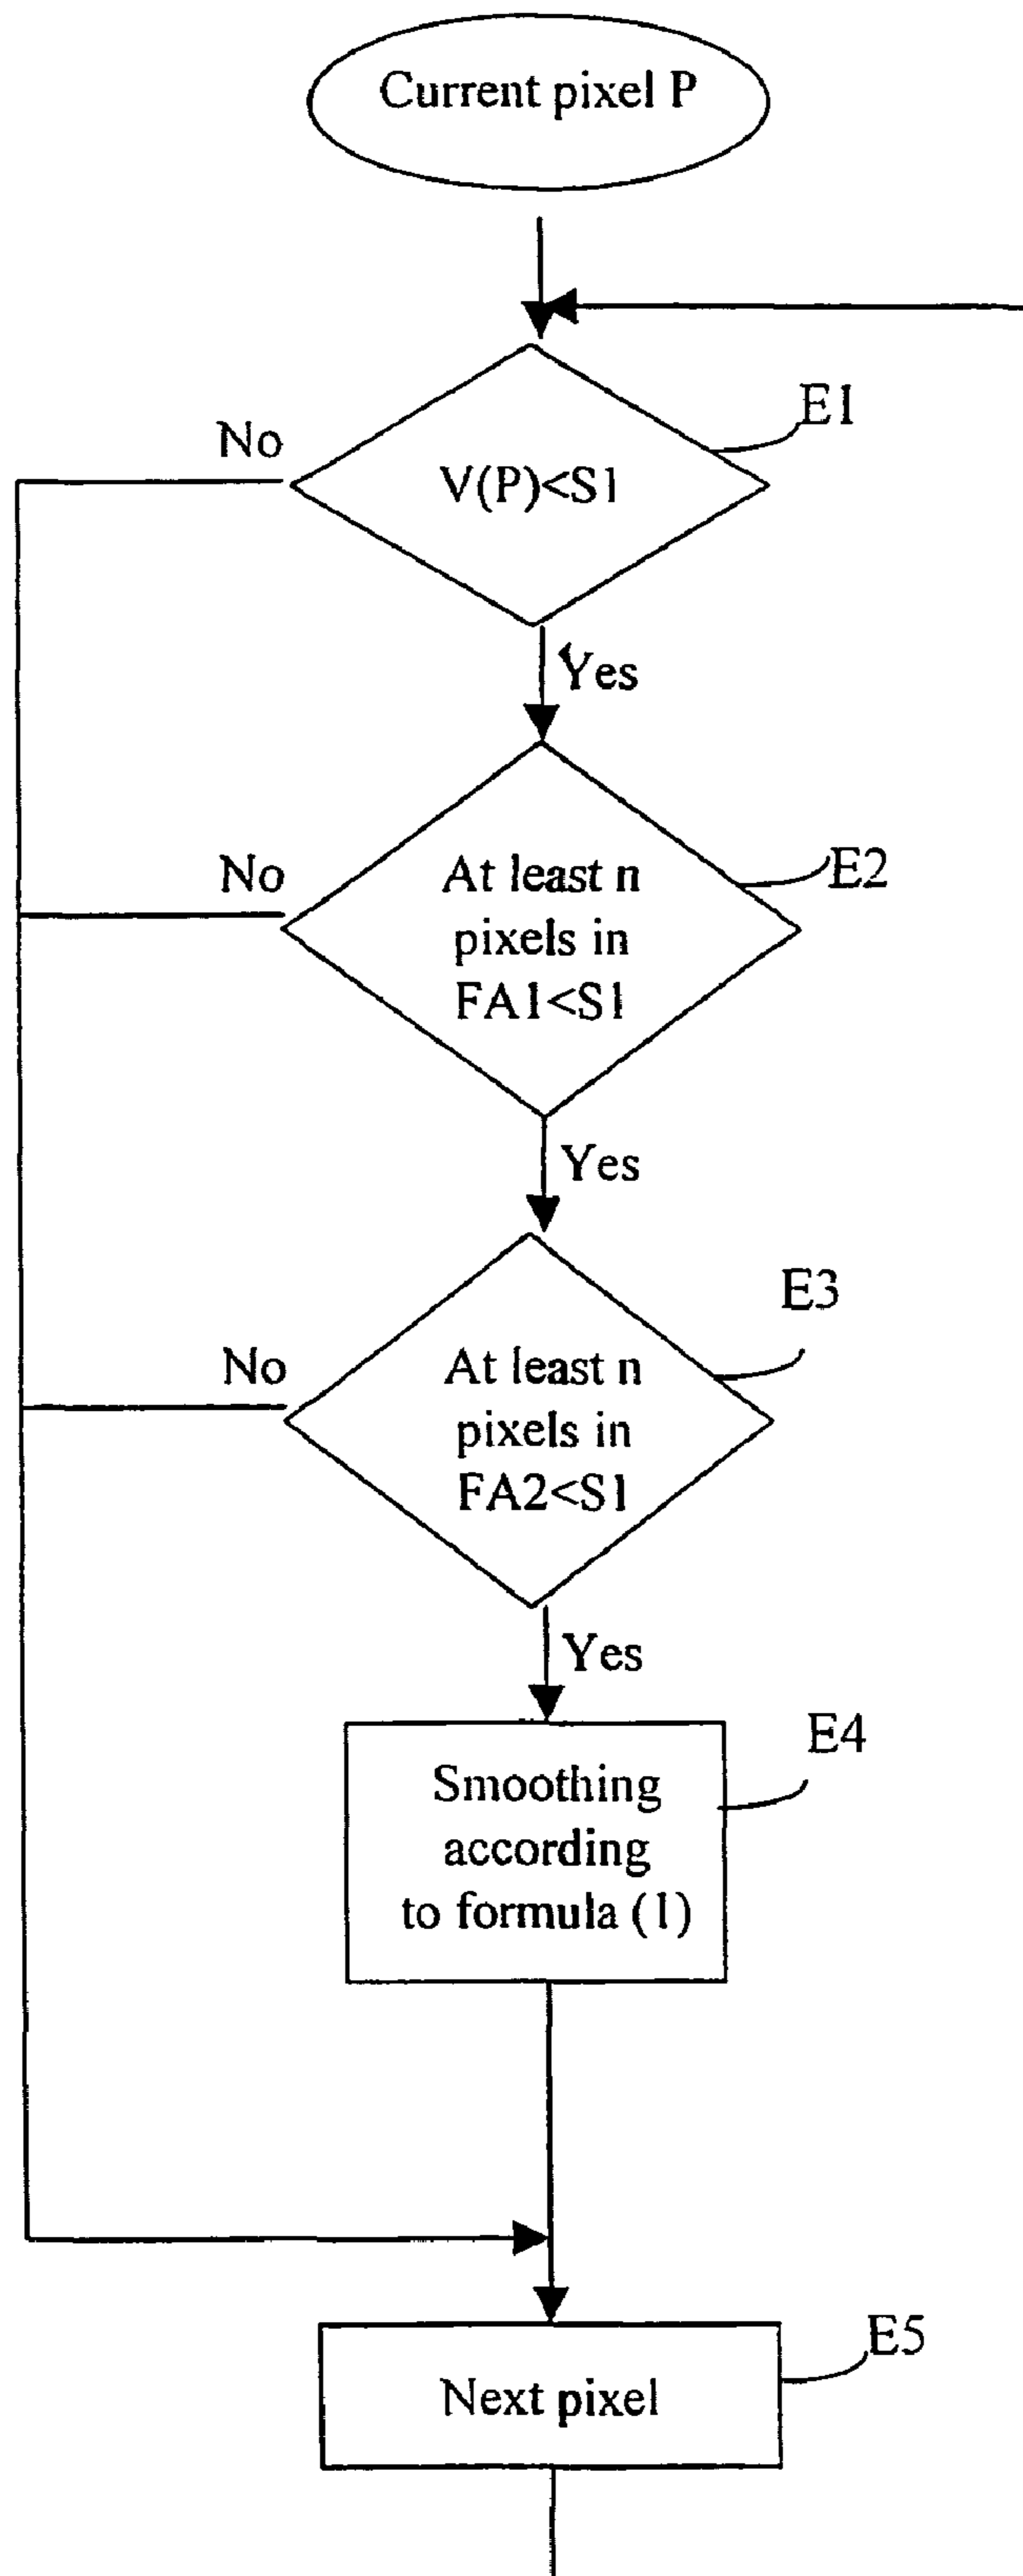 Current pixel P
E1
No
V(P)<S1
Yes
E2
No
At least n
pixels in
FA1<S1
Yes
E3
No
At least n
pixels in
FA2<S1
Yes
E4
Smoothing
according
to formula (1)
E5
Next pixel